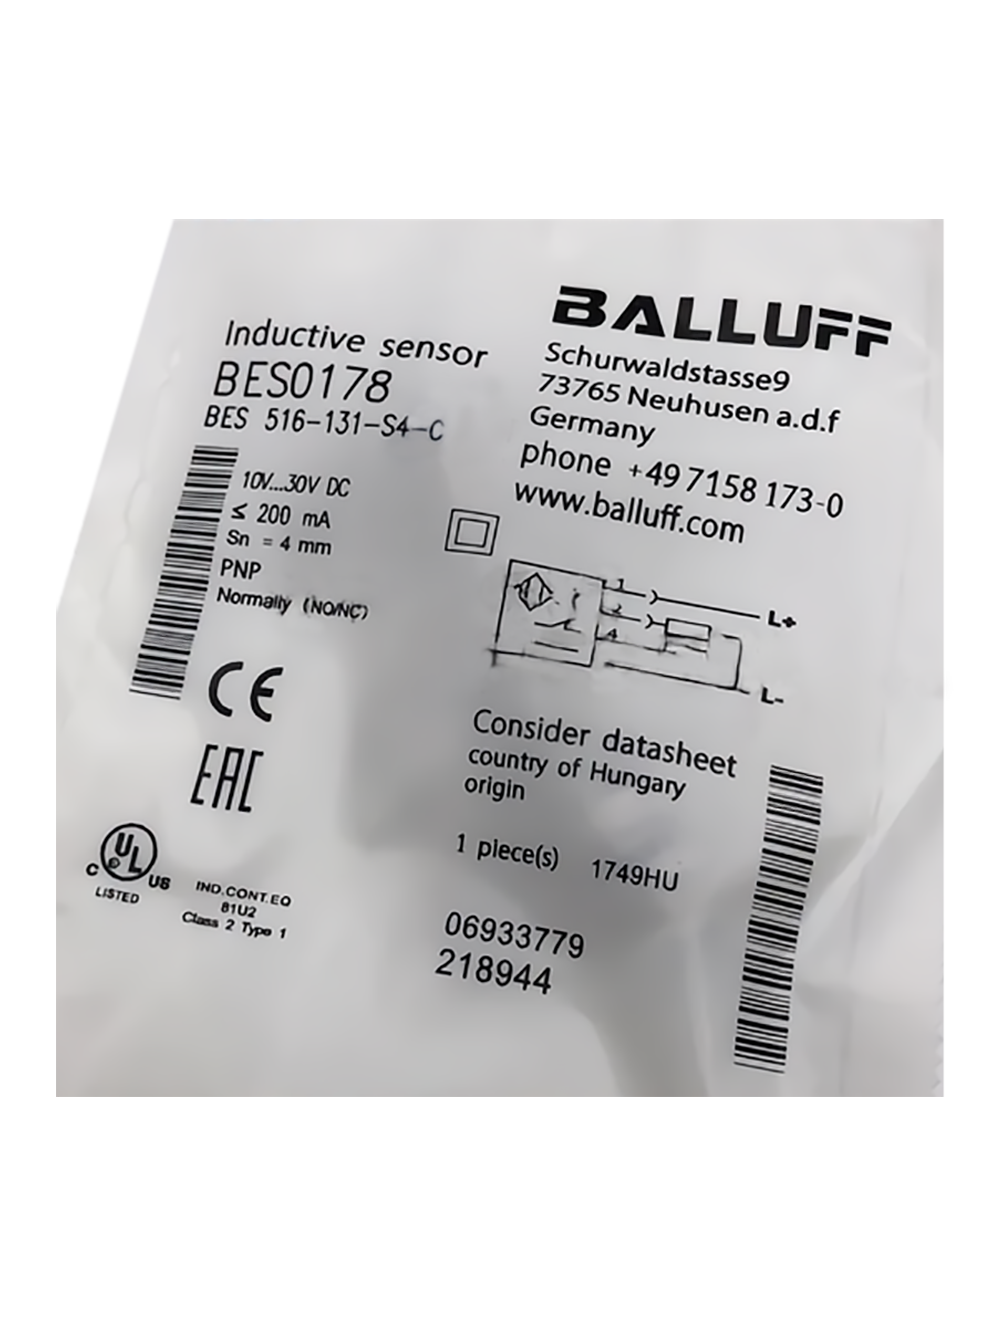 BALLUFF
Schurwaldstasse9
73765 Neuhusen a.d.f
Germany
phone +49 7158 173-0
www.balluff.com
Inductive sensor
BES0178
BES 516-131-S4-C
10V...30V DC
≤ 200 mA
Sn = 4 mm
PNP
Normally (NO/NC)
1
2
4
L+
L-
CE
EAC
Consider datasheet
country of Hungary
origin
1 piece(s) 1749HU
C UL US
LISTED
IND.CONT.EQ
81U2
Class 2 Type 1
06933779
218944